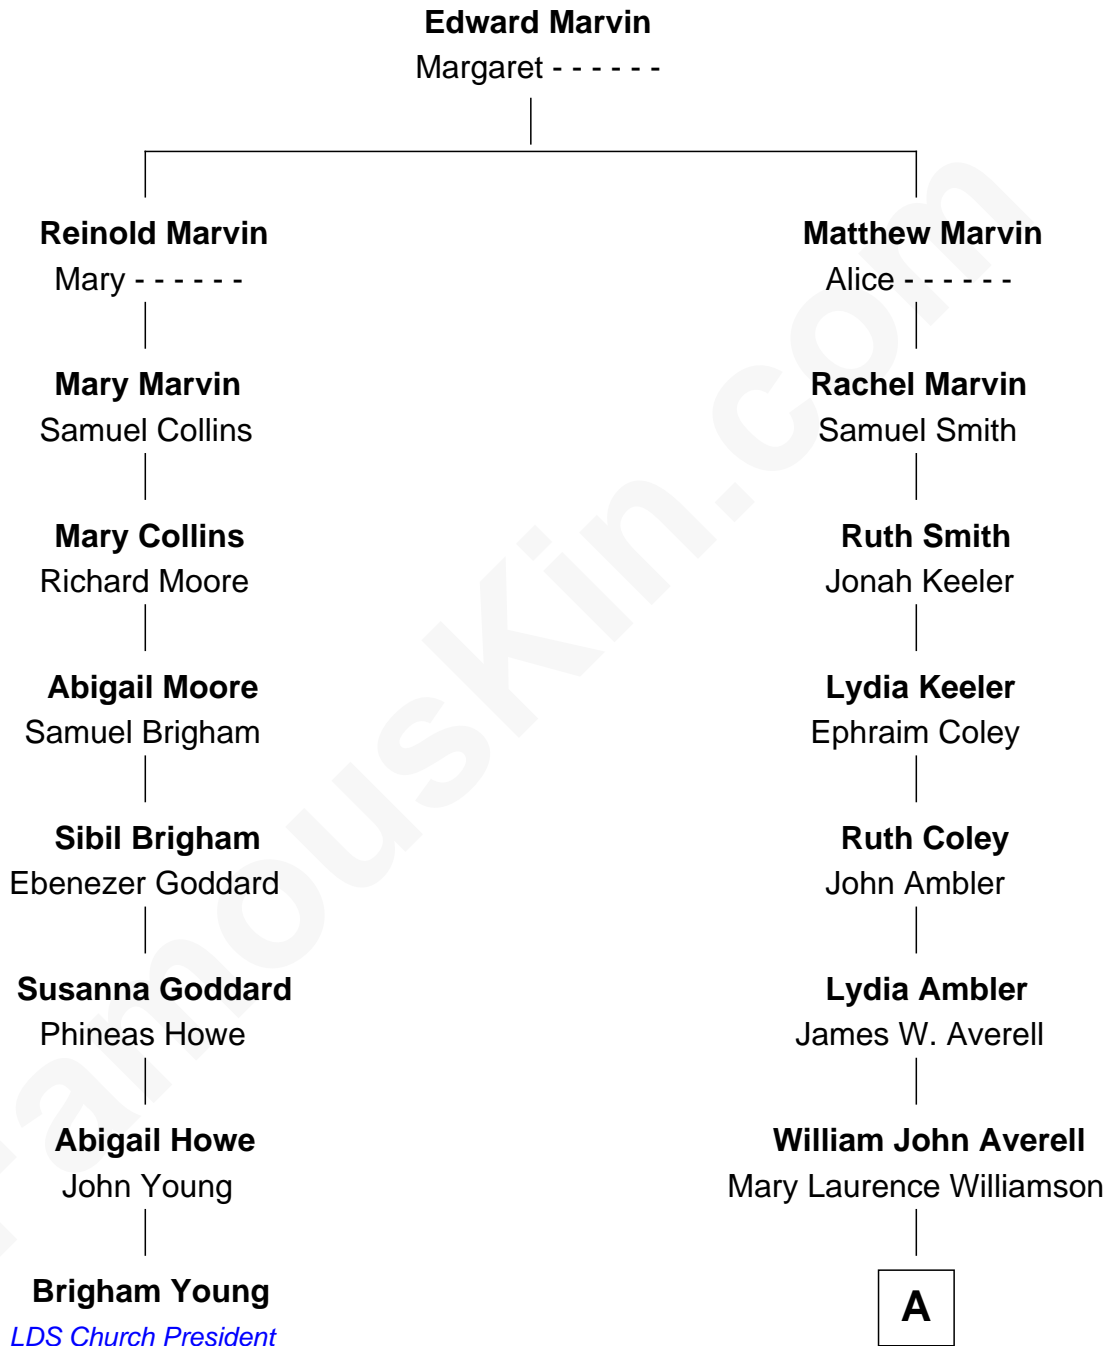 Edward Marvin
Margaret - - - - - -
Reinold Marvin
Mary - - - - - -
Mary Marvin
Samuel Collins
Mary Collins
Richard Moore
Abigail Moore
Samuel Brigham
Sibil Brigham
Ebenezer Goddard
Susanna Goddard
Phineas Howe
Abigail Howe
John Young
Brigham Young
LDS Church President
Matthew Marvin
Alice - - - - - -
Rachel Marvin
Samuel Smith
Ruth Smith
Jonah Keeler
Lydia Keeler
Ephraim Coley
Ruth Coley
John Ambler
Lydia Ambler
James W. Averell
William John Averell
Mary Laurence Williamson
A
FamousKin.com